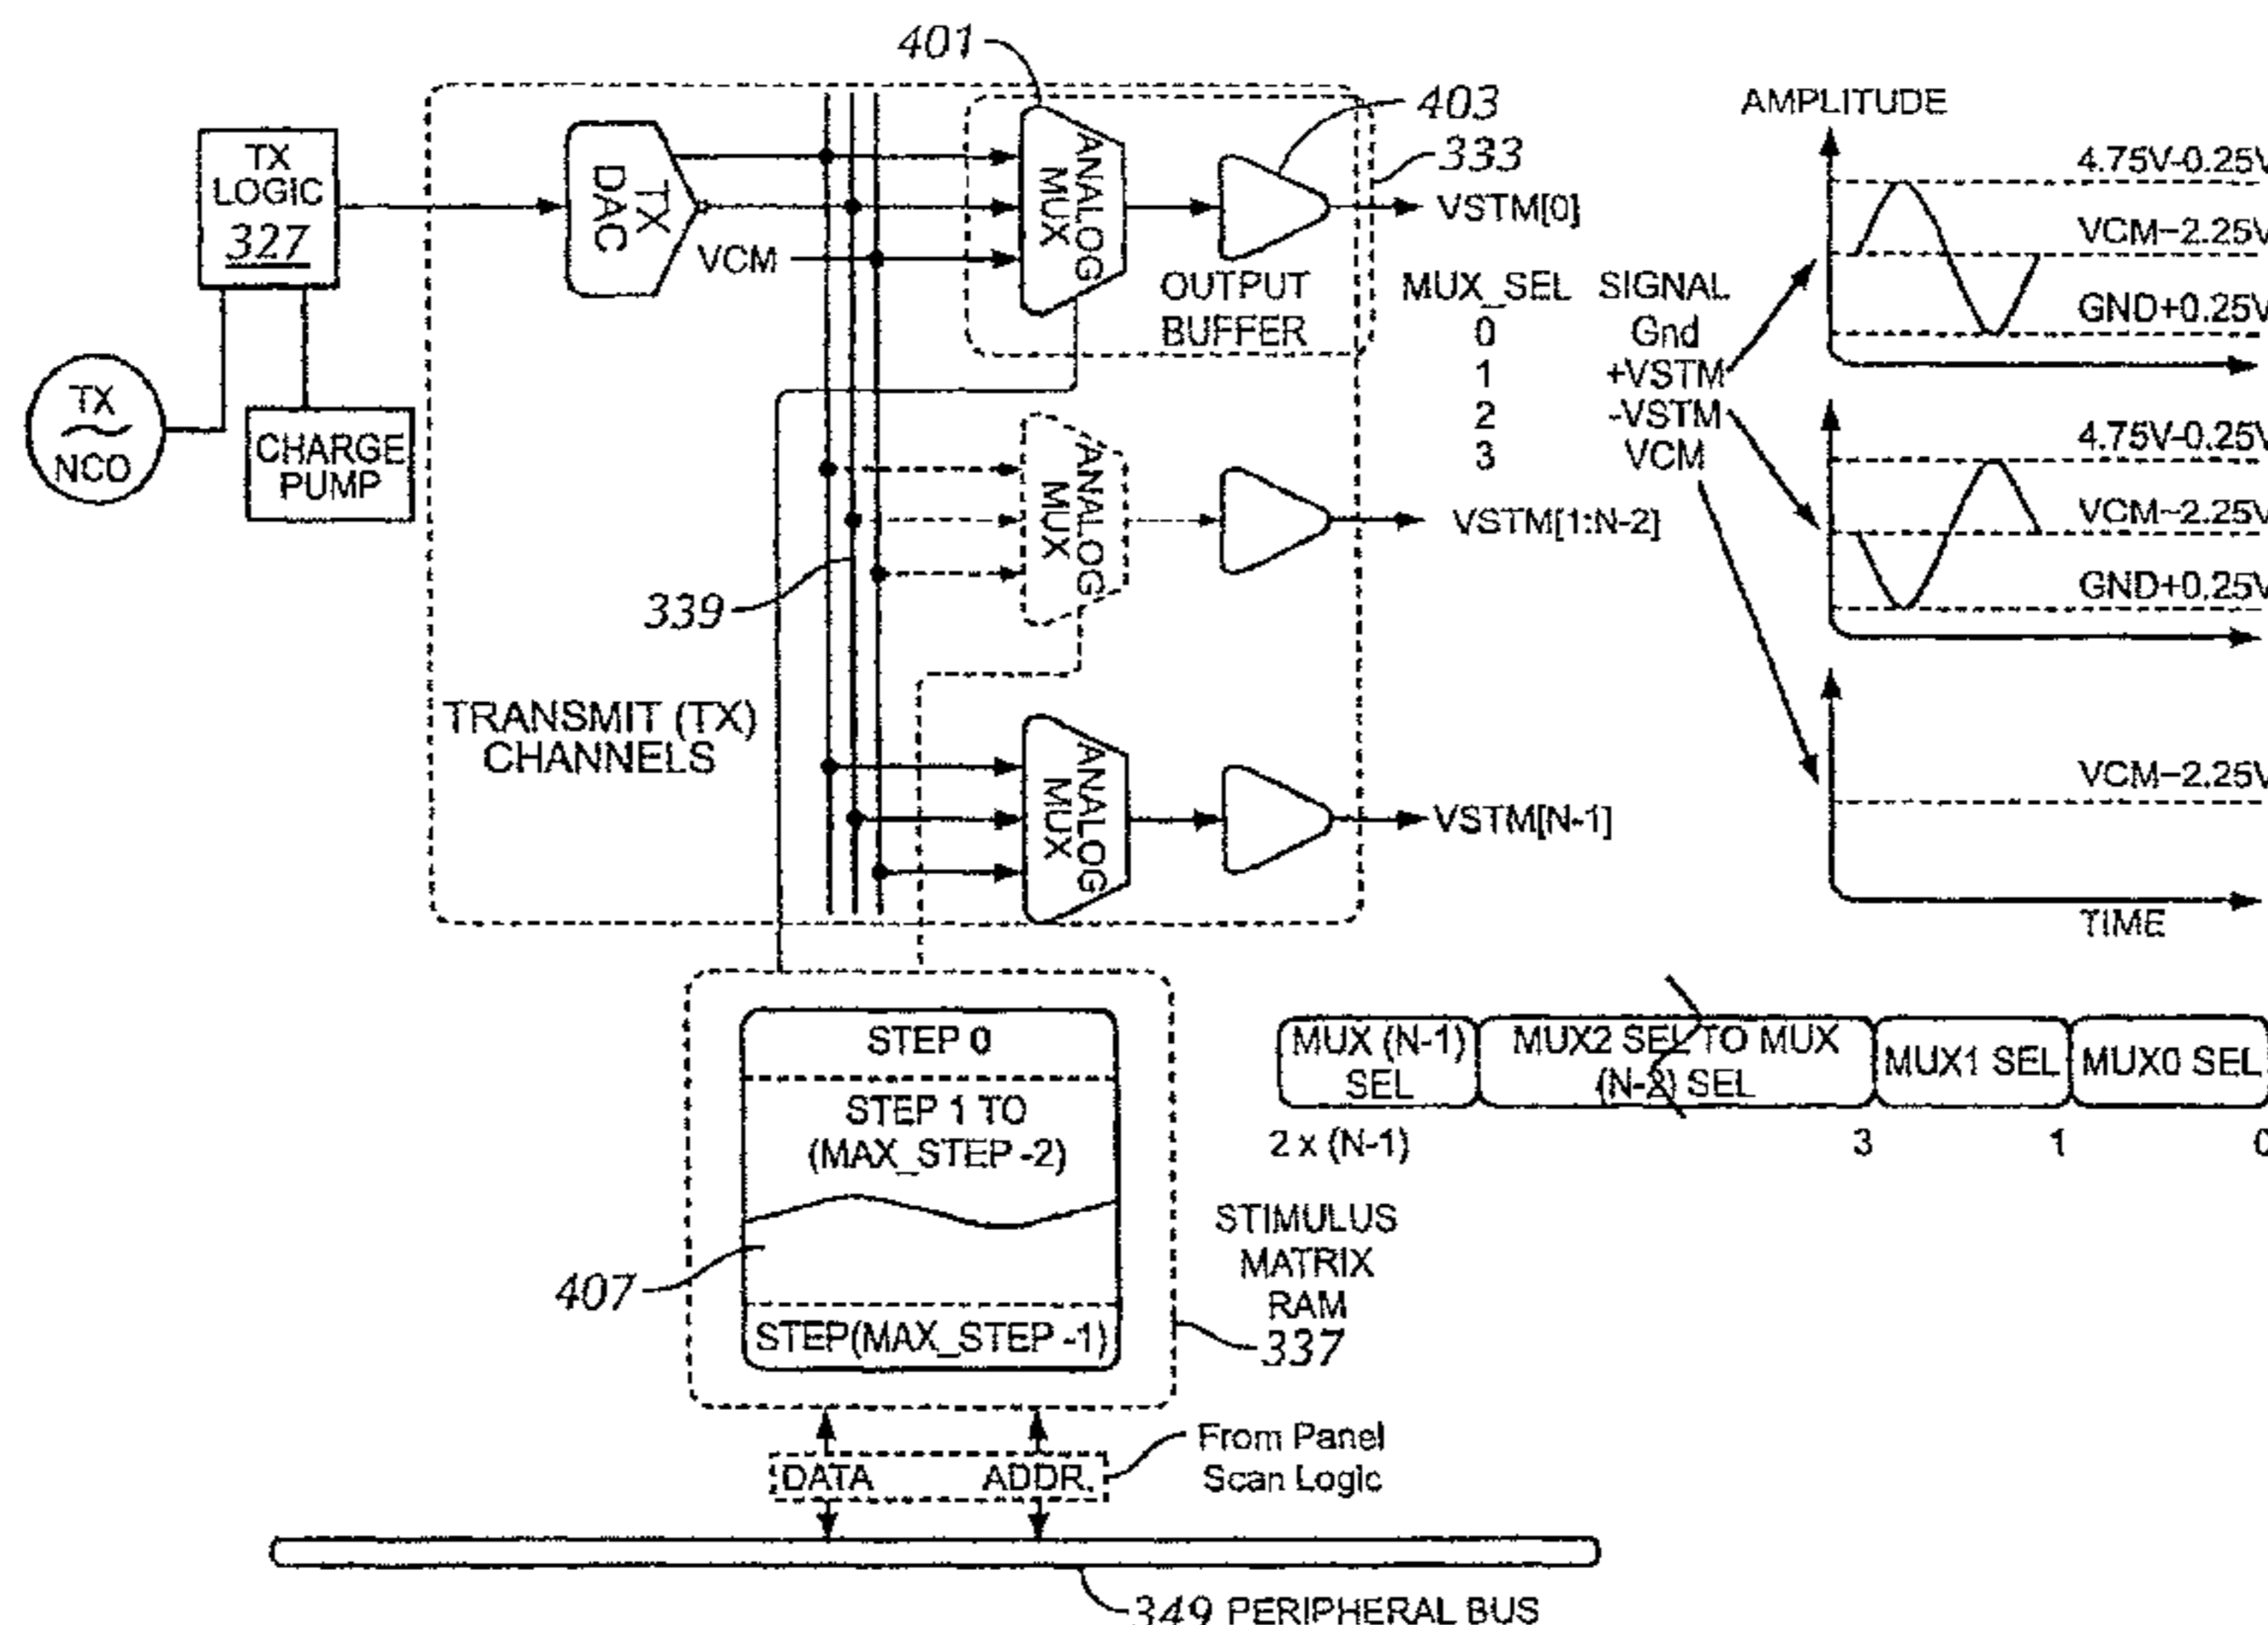 401
TX
LOGIC
327
TX
DAC
VCM
ANALOG
MUX
403
333
VSTM[0]
OUTPUT
BUFFER
TX
NCO
CHARGE
PUMP
MUX_SEL SIGNAL
0 Gnd
1 +VSTM
2 -VSTM
3 VCM
ANALOG
MUX
VSTM[1:N-2]
339
TRANSMIT (TX)
CHANNELS
ANALOG
MUX
VSTM[N-1]
AMPLITUDE
4.75V-0.25V
VCM-2.25V
GND+0.25V
4.75V-0.25V
VCM-2.25V
GND+0.25V
VCM-2.25V
TIME
MUX (N-1)
SEL
MUX2 SEL TO MUX
(N-2) SEL
MUX1 SEL
MUX0 SEL
2 x (N-1) 3 1 0
STEP 0
STEP 1 TO
(MAX_STEP -2)
407
STEP(MAX_STEP -1)
STIMULUS
MATRIX
RAM
337
DATA ADDR.
From Panel
Scan Logic
349 PERIPHERAL BUS